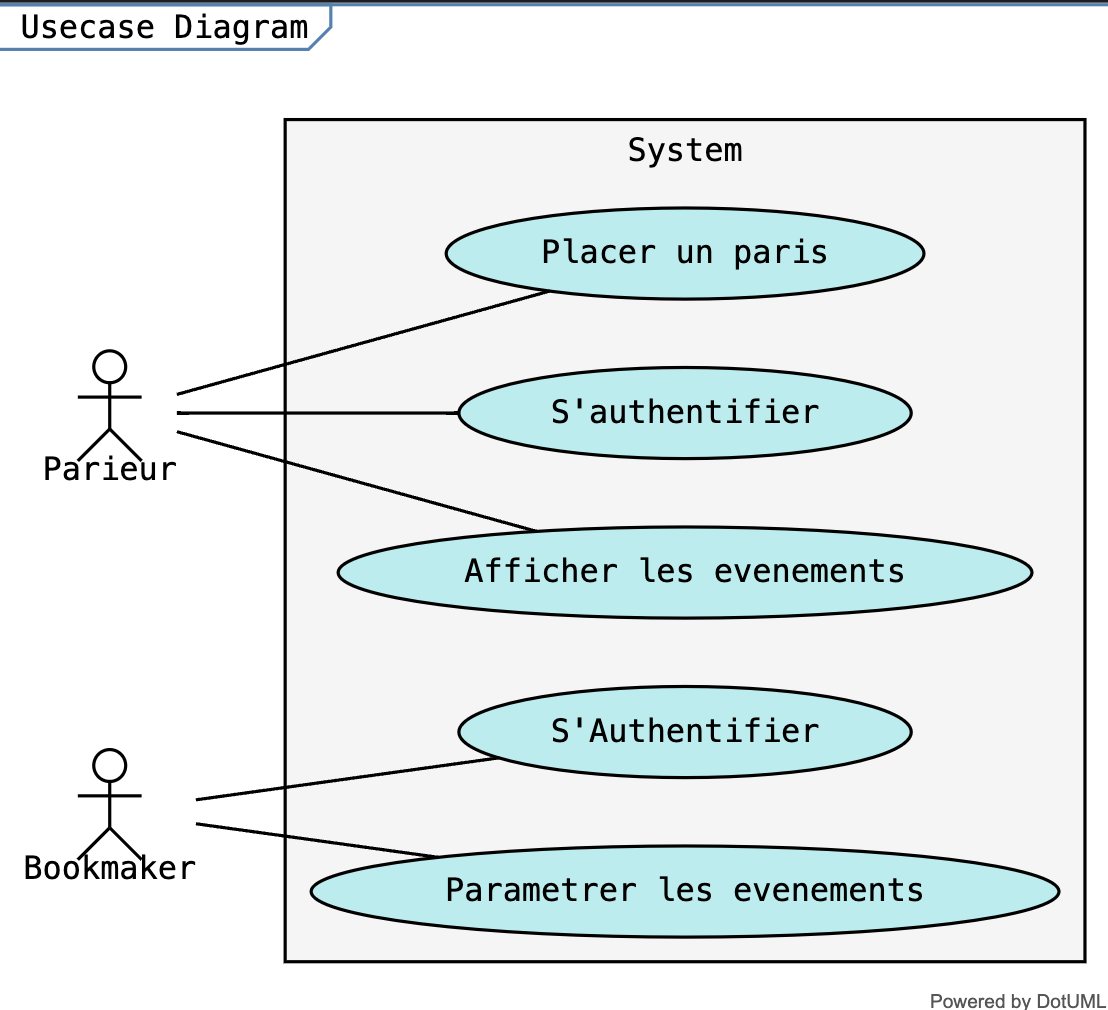 Usecase Diagram
System
Placer un paris
S'authentifier
Parieur
Afficher les evenements
S'Authentifier
Bookmaker
Parametrer les evenements
Powered by DotUML